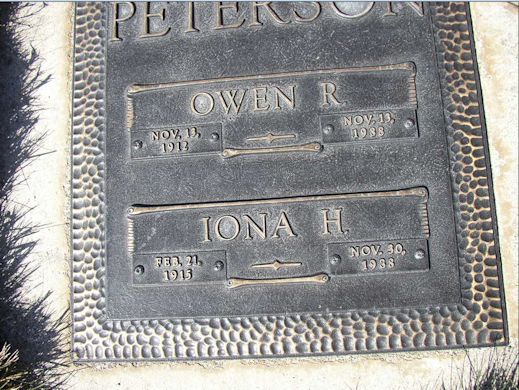 PETERSON
OWEN R
NOV. 13, 1912
NOV. 13, 1988
IONA H.
FEB. 21, 1915
NOV. 30, 1988